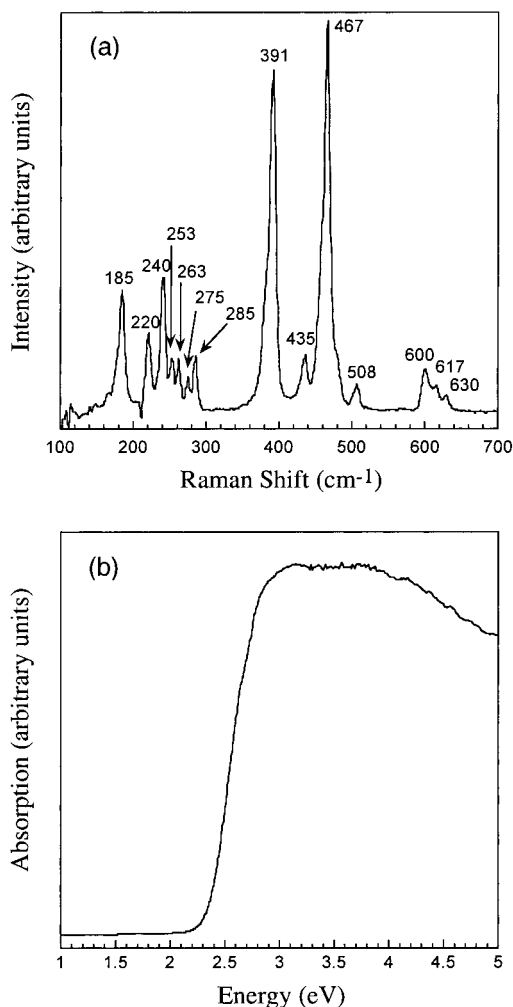 (a)
467
391
253
240
263
185
275
220
285
435
508
600
617
630
Intensity (arbitrary units)
100 200 300 400 500 600 700
Raman Shift (cm-1)
(b)
Absorption (arbitrary units)
1 1.5 2 2.5 3 3.5 4 4.5 5
Energy (eV)